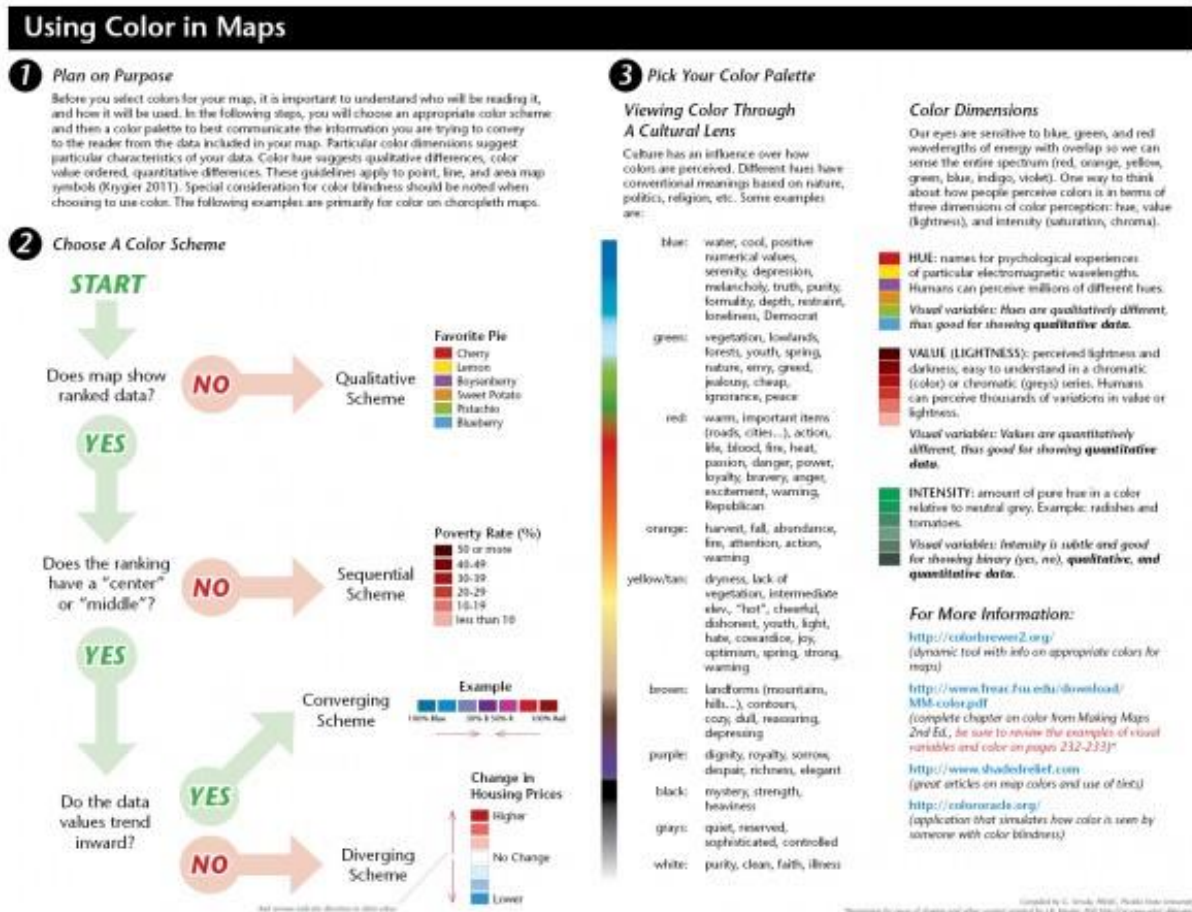 Using Color in Maps
1 Plan on Purpose
Before you select colors for your map, it is important to understand who will be reading it,
and how it will be used. In the following steps, you will choose an appropriate color scheme
and then a color palette to best communicate the information you are trying to convey
to the reader from the data included in your map. Particular color dimensions suggest
particular characteristics of your data. Color hue suggests qualitative differences, color
value ordered, quantitative differences. These guidelines apply to point, line, and area map
symbols (Krygier 2011). Special consideration for color blindness should be noted when
choosing to use color. The following examples are primarily for color on choropleth maps.
2 Choose A Color Scheme
START
Does map show
ranked data?
NO
Qualitative
Scheme
Favorite Pie
Cherry
Lemon
Boysenberry
Sweet Potato
Pistachio
Blueberry
YES
Does the ranking
have a "center"
or "middle"?
NO
Sequential
Scheme
Poverty Rate (%)
50 or more
40-49
30-39
20-29
10-19
less than 10
YES
Do the data
values trend
inward?
YES
Converging
Scheme
Example
100% Blue 50% B 50% R 100% Red
NO
Diverging
Scheme
Change in
Housing Prices
Higher
No Change
Lower
3 Pick Your Color Palette
Viewing Color Through
A Cultural Lens
Culture has an influence over how
colors are perceived. Different hues have
conventional meanings based on nature,
politics, religion, etc. Some examples
are:
blue: water, cool, positive
numerical values,
serenity, depression,
melancholy, truth, purity,
formality, depth, restraint,
loneliness, Democrat
green: vegetation, lowlands,
forests, youth, spring,
nature, envy, greed,
jealousy, cheap,
ignorance, peace
red: warm, important items
(roads, cities...), action,
life, blood, fire, heat,
passion, danger, power,
loyalty, bravery, anger,
excitement, warning,
Republican
orange: harvest, fall, abundance,
fire, attention, action,
warning
yellow/tan: dryness, lack of
vegetation, intermediate
elev., "hot", cheerful,
dishonest, youth, light,
hate, cowardice, joy,
optimism, spring, strong,
warning
brown: landforms (mountains,
hills...), contours,
cozy, dull, reassuring,
depressing
purple: dignity, royalty, sorrow,
despair, richness, elegant
black: mystery, strength,
heaviness
grays: quiet, reserved,
sophisticated, controlled
white: purity, clean, faith, illness
Color Dimensions
Our eyes are sensitive to blue, green, and red
wavelengths of energy with overlap so we can
sense the entire spectrum (red, orange, yellow,
green, blue, indigo, violet). One way to think
about how people perceive colors is in terms of
three dimensions of color perception: hue, value
(lightness), and intensity (saturation, chroma).
HUE: names for psychological experiences
of particular electromagnetic wavelengths.
Humans can perceive millions of different hues.
Visual variables: Hues are qualitatively different,
thus good for showing qualitative data.
VALUE (LIGHTNESS): perceived lightness and
darkness; easy to understand in a chromatic
(color) or chromatic (greys) series. Humans
can perceive thousands of variations in value or
lightness.
Visual variables: Values are quantitatively
different, thus good for showing quantitative
data.
INTENSITY: amount of pure hue in a color
relative to neutral grey. Example: radishes and
tomatoes.
Visual variables: Intensity is subtle and good
for showing binary (yes, no), qualitative, and
quantitative data.
For More Information:
http://colorbrewer2.org/
(dynamic tool with info on appropriate colors for
maps)
http://www.freac.fsu.edu/download/
MM-color.pdf
(complete chapter on color from Making Maps
2nd Ed., be sure to review the examples of visual
variables and color on pages 232-233)*
http://www.shadedrelief.com
(great articles on map colors and use of tints)
http://colororacle.org/
(application that simulates how color is seen by
someone with color blindness)